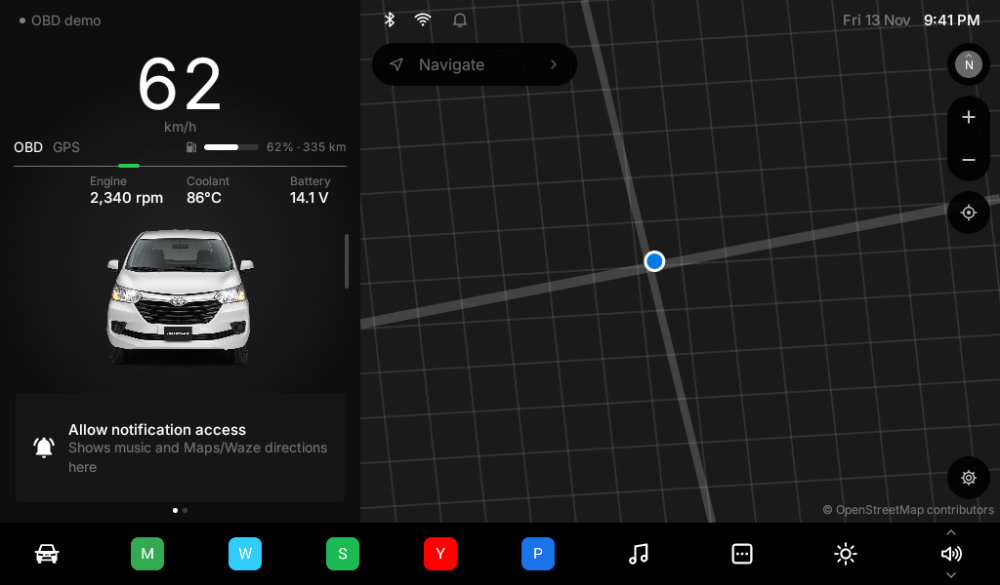 OBD demo
62
km/h
OBD GPS
62% · 335 km
Engine
2,340 rpm
Coolant
86°C
Battery
14.1 V
Allow notification access
Shows music and Maps/Waze directions
here
Navigate
Fri 13 Nov 9:41 PM
N
+
−
© OpenStreetMap contributors
M
W
S
Y
P